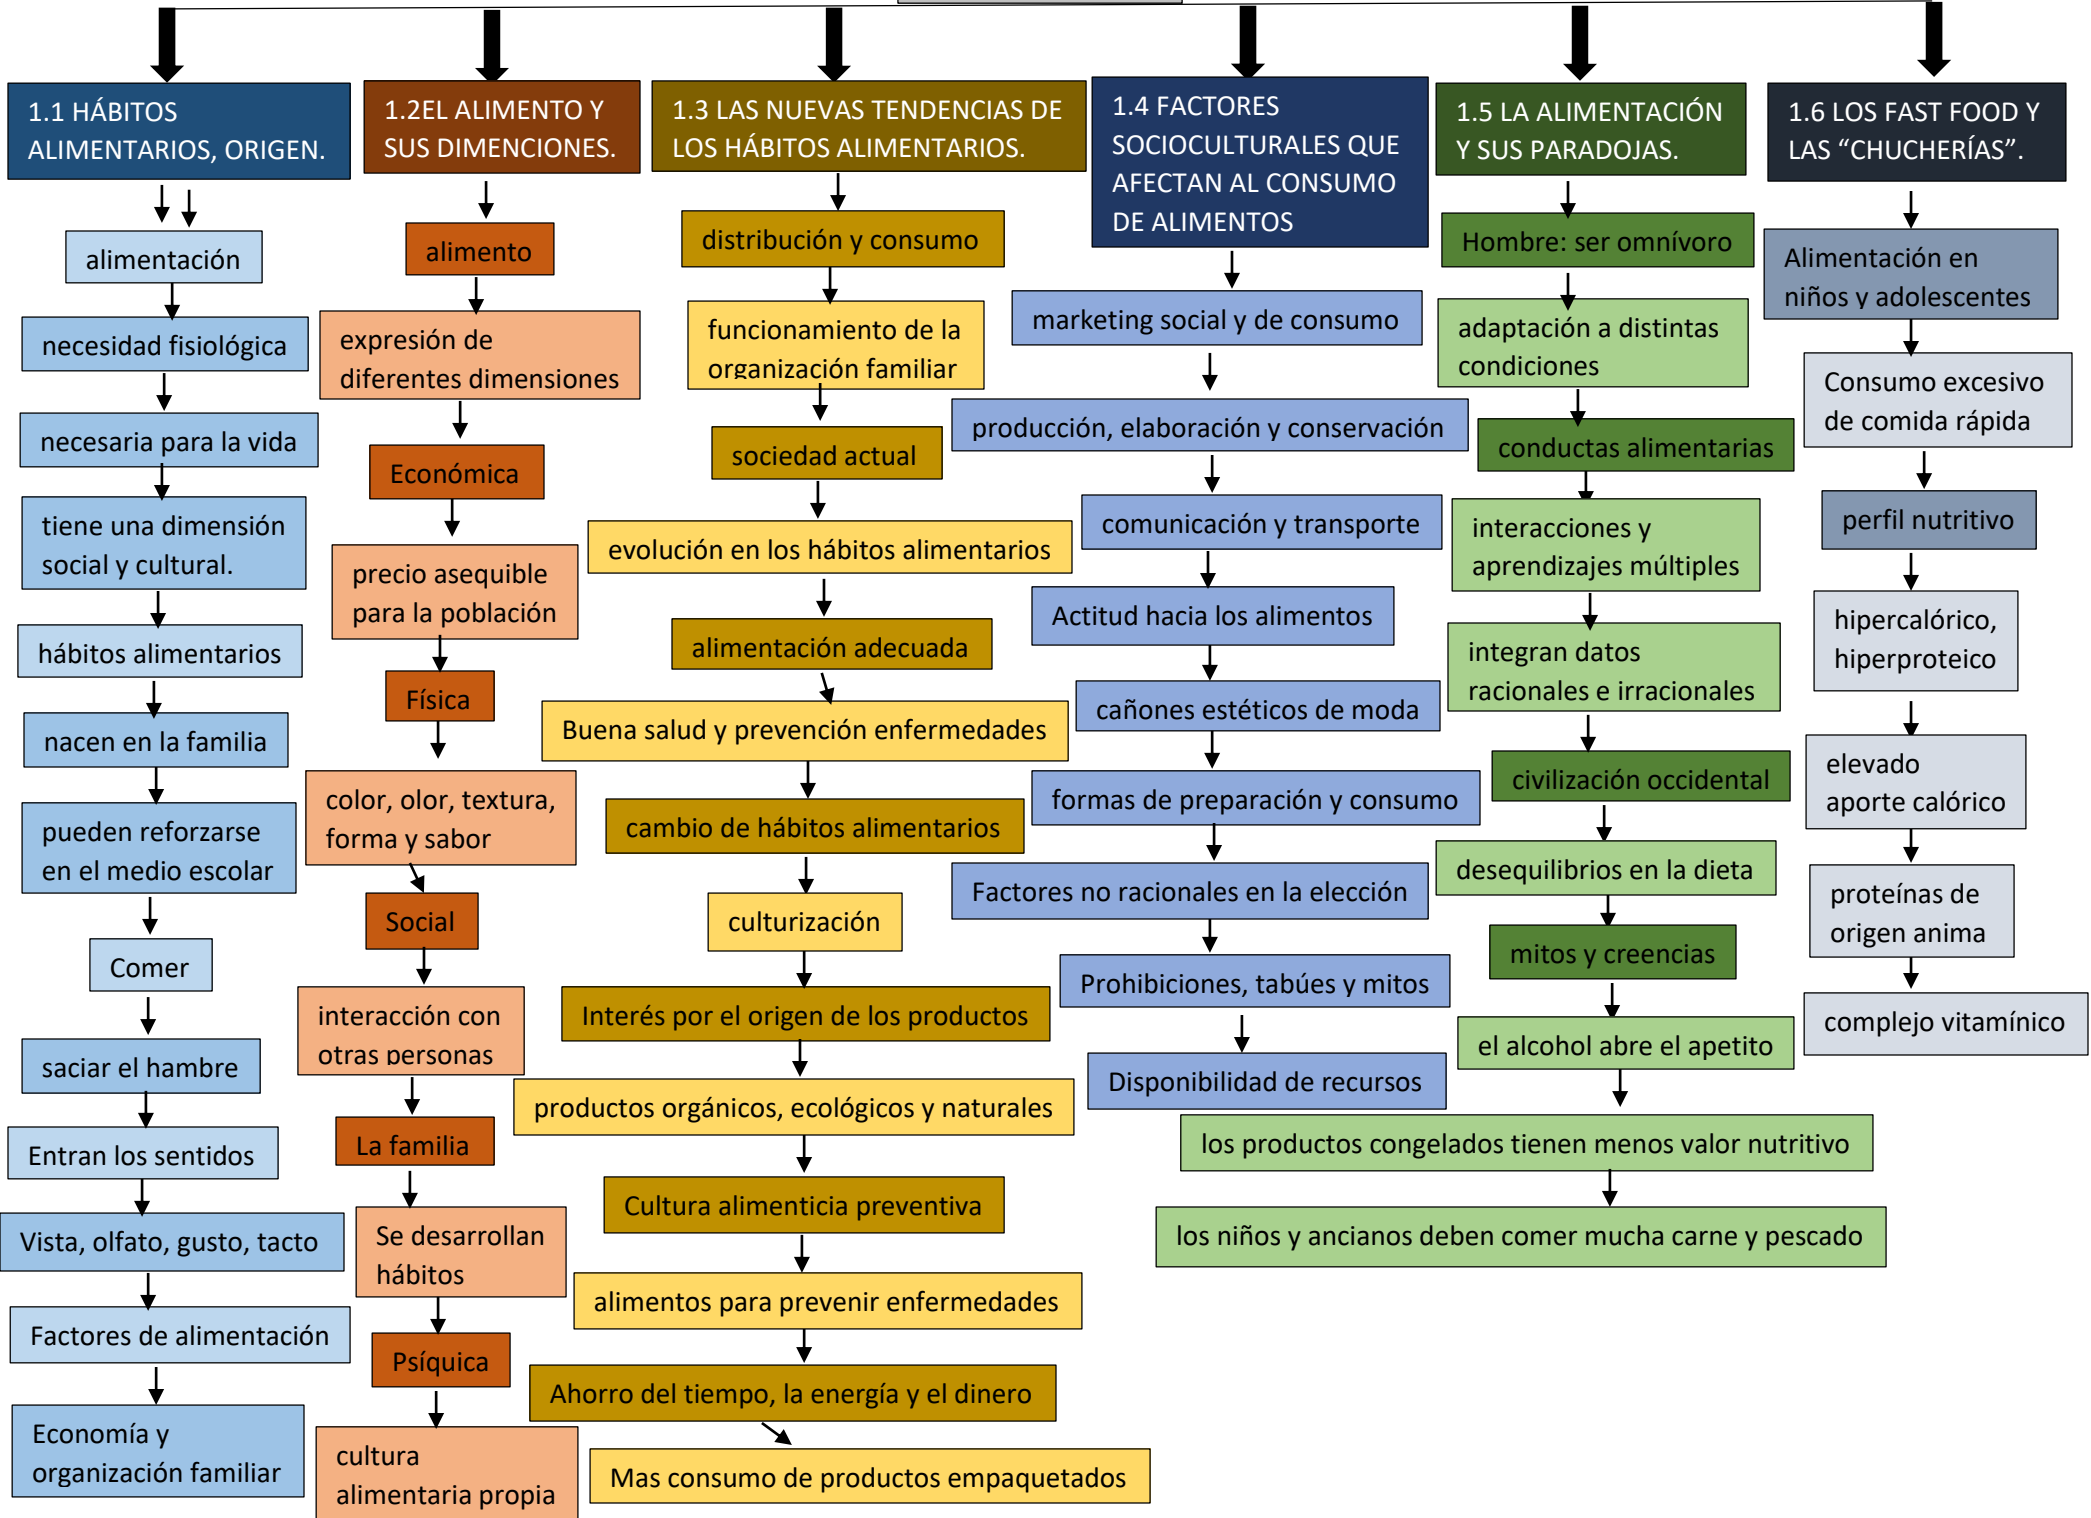 1.1 HÁBITOS
ALIMENTARIOS, ORIGEN.
alimentación
necesidad fisiológica
necesaria para la vida
tiene una dimensión
social y cultural.
hábitos alimentarios
nacen en la familia
pueden reforzarse
en el medio escolar
Comer
saciar el hambre
Entran los sentidos
Vista, olfato, gusto, tacto
Factores de alimentación
Economía y
organización familiar
1.2EL ALIMENTO Y
SUS DIMENCIONES.
alimento
expresión de
diferentes dimensiones
Económica
precio asequible
para la población
Física
color, olor, textura,
forma y sabor
Social
interacción con
otras personas
La familia
Se desarrollan
hábitos
Psíquica
cultura
alimentaria propia
1.3 LAS NUEVAS TENDENCIAS DE
LOS HÁBITOS ALIMENTARIOS.
distribución y consumo
funcionamiento de la
organización familiar
sociedad actual
evolución en los hábitos alimentarios
alimentación adecuada
Buena salud y prevención enfermedades
cambio de hábitos alimentarios
culturización
Interés por el origen de los productos
productos orgánicos, ecológicos y naturales
Cultura alimenticia preventiva
alimentos para prevenir enfermedades
Ahorro del tiempo, la energía y el dinero
Mas consumo de productos empaquetados
1.4 FACTORES
SOCIOCULTURALES QUE
AFECTAN AL CONSUMO
DE ALIMENTOS
marketing social y de consumo
producción, elaboración y conservación
comunicación y transporte
Actitud hacia los alimentos
cañones estéticos de moda
formas de preparación y consumo
Factores no racionales en la elección
Prohibiciones, tabúes y mitos
Disponibilidad de recursos
1.5 LA ALIMENTACIÓN
Y SUS PARADOJAS.
Hombre: ser omnívoro
adaptación a distintas
condiciones
conductas alimentarias
interacciones y
aprendizajes múltiples
integran datos
racionales e irracionales
civilización occidental
desequilibrios en la dieta
mitos y creencias
el alcohol abre el apetito
los productos congelados tienen menos valor nutritivo
los niños y ancianos deben comer mucha carne y pescado
1.6 LOS FAST FOOD Y
LAS “CHUCHERÍAS”.
Alimentación en
niños y adolescentes
Consumo excesivo
de comida rápida
perfil nutritivo
hipercalórico,
hiperproteico
elevado
aporte calórico
proteínas de
origen anima
complejo vitamínico